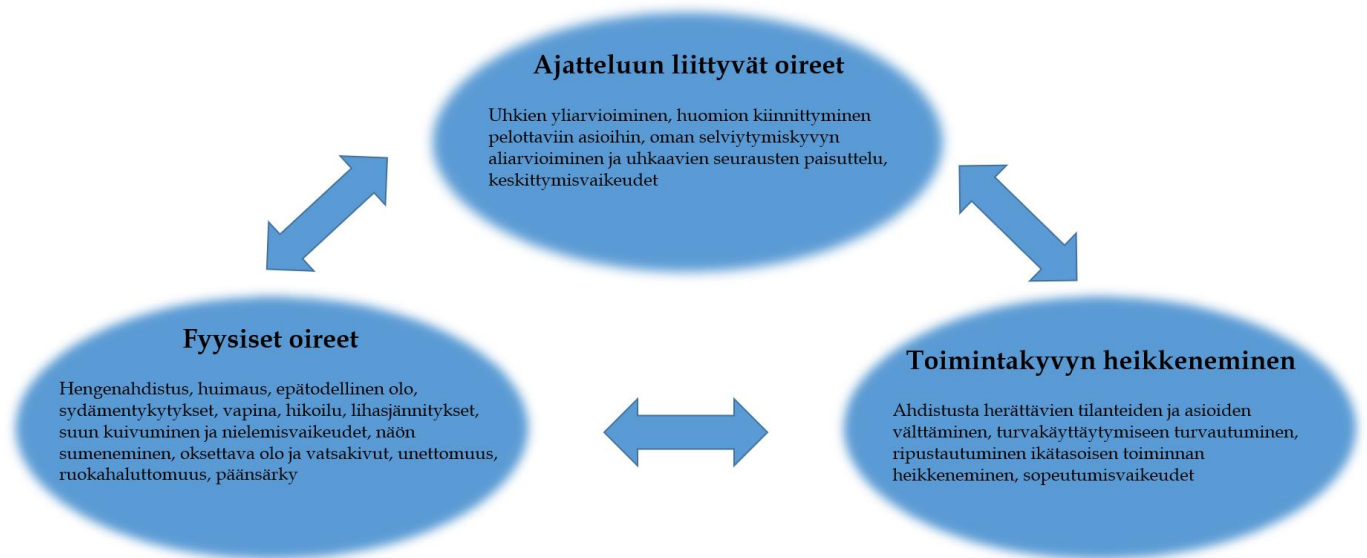 Ajatteluun liittyvät oireet
Uhkien yliarvioiminen, huomion kiinnittyminen
pelottaviin asioihin, oman selviytymiskyvyn
aliarvioiminen ja uhkaavien seurausten paisuttelu,
keskittymisvaikeudet
Fyysiset oireet
Hengenahdistus, huimaus, epätodellinen olo,
sydämentykytykset, vapina, hikoilu, lihasjännitykset,
suun kuivuminen ja nielemisvaikeudet, näön
sumeneminen, oksettava olo ja vatsakivut, unettomuus,
ruokahaluttomuus, päänsärky
Toimintakyvyn heikkeneminen
Ahdistusta herättävien tilanteiden ja asioiden
välttäminen, turvakäyttäytymiseen turvautuminen,
ripustautuminen ikätasoisen toiminnan
heikkeneminen, sopeutumisvaikeudet